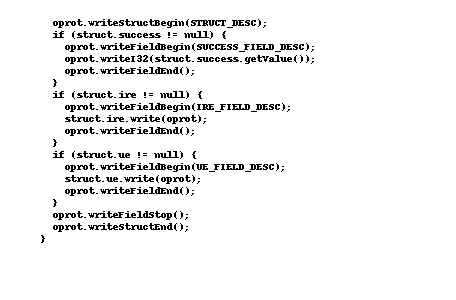 oprot.writeStructBegin(STRUCT_DESC);
if (struct.success != null) {
oprot.writeFieldBegin(SUCCESS_FIELD_DESC);
oprot.writeI32(struct.success.getValue());
oprot.writeFieldEnd();
}
if (struct.ire != null) {
oprot.writeFieldBegin(IRE_FIELD_DESC);
struct.ire.write(oprot);
oprot.writeFieldEnd();
}
if (struct.ue != null) {
oprot.writeFieldBegin(UE_FIELD_DESC);
struct.ue.write(oprot);
oprot.writeFieldEnd();
}
oprot.writeFieldStop();
oprot.writeStructEnd();
}